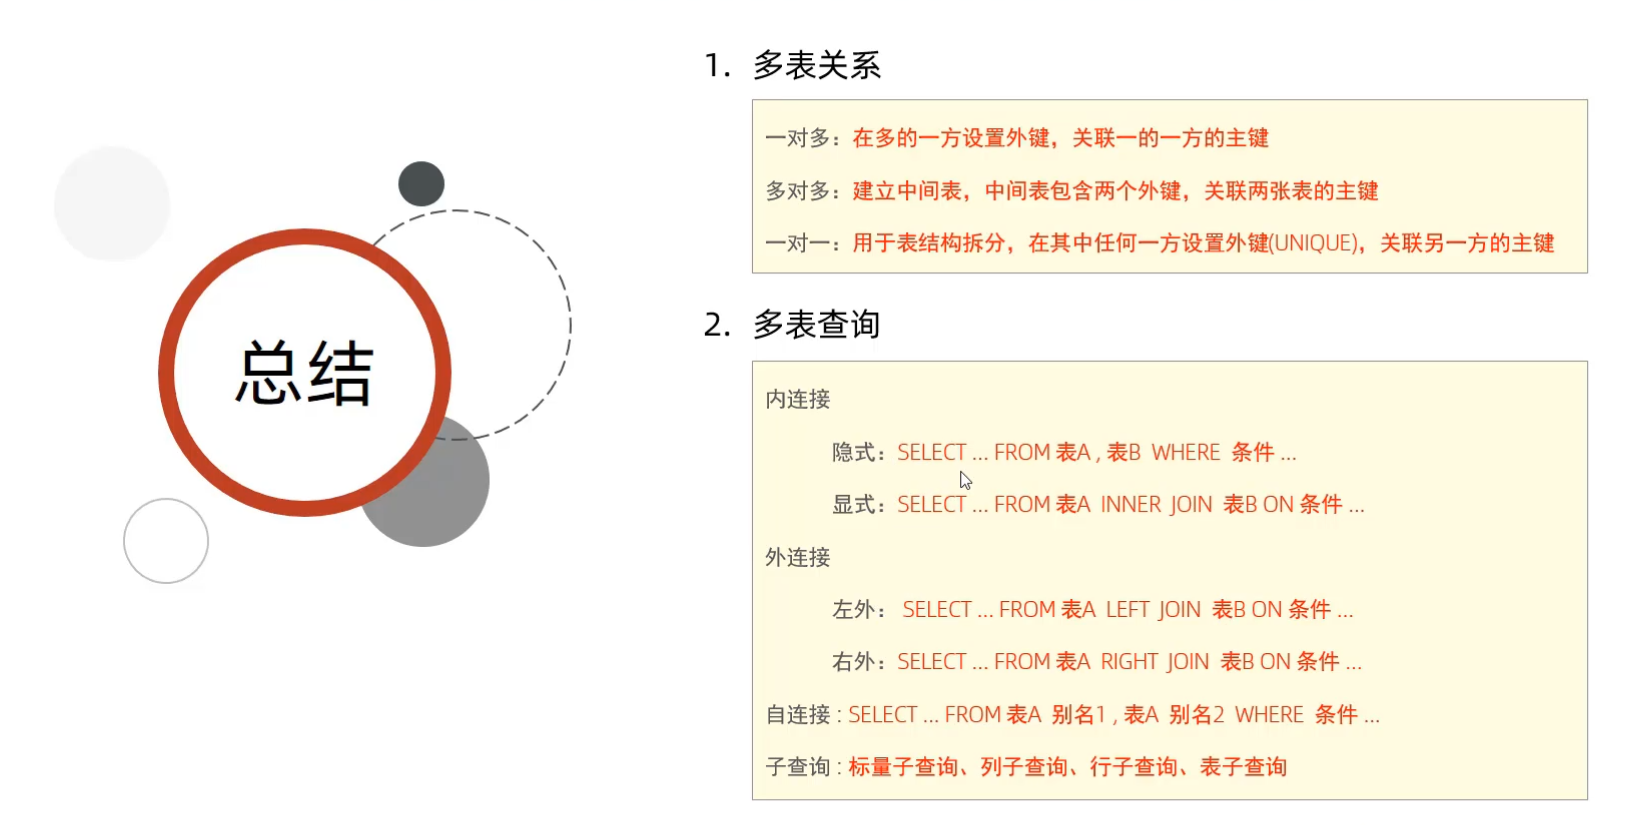 总结
1. 多表关系
一对多：在多的一方设置外键，关联一的一方的主键
多对多：建立中间表，中间表包含两个外键，关联两张表的主键
一对一：用于表结构拆分，在其中任何一方设置外键(UNIQUE)，关联另一方的主键
2. 多表查询
内连接
隐式：SELECT ... FROM 表A , 表B WHERE 条件 ...
显式：SELECT ... FROM 表A INNER JOIN 表B ON 条件 ...
外连接
左外： SELECT ... FROM 表A LEFT JOIN 表B ON 条件 ...
右外：SELECT ... FROM 表A RIGHT JOIN 表B ON 条件 ...
自连接 : SELECT ... FROM 表A 别名1 , 表A 别名2 WHERE 条件 ...
子查询 : 标量子查询、列子查询、行子查询、表子查询